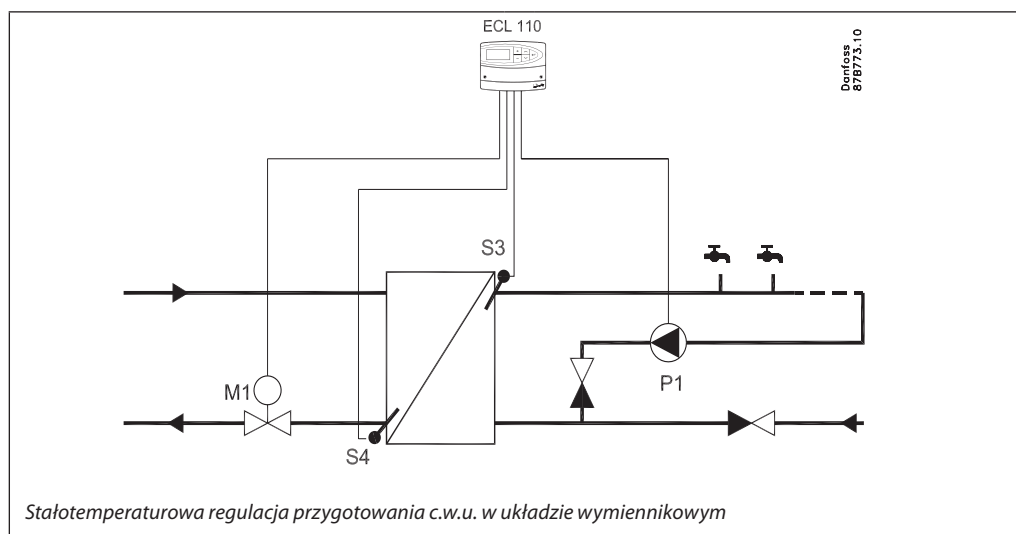 ECL 110
Danfoss
87B773.10
S3
P1
M1
S4
Stałotemperaturowa regulacja przygotowania c.w.u. w układzie wymiennikowym